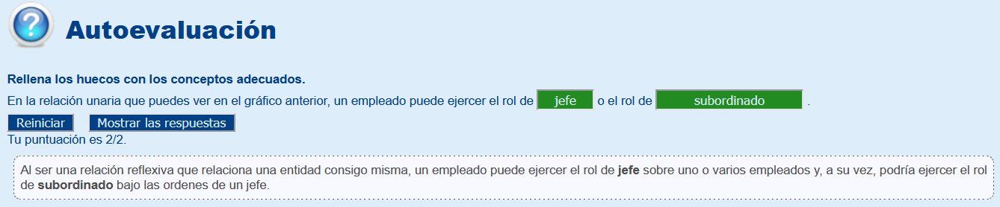 Autoevaluación
Rellena los huecos con los conceptos adecuados.
En la relación unaria que puedes ver en el gráfico anterior, un empleado puede ejercer el rol de jefe o el rol de subordinado .
Reiniciar Mostrar las respuestas
Tu puntuación es 2/2.
Al ser una relación reflexiva que relaciona una entidad consigo misma, un empleado puede ejercer el rol de jefe sobre uno o varios empleados y, a su vez, podría ejercer el rol
de subordinado bajo las ordenes de un jefe.